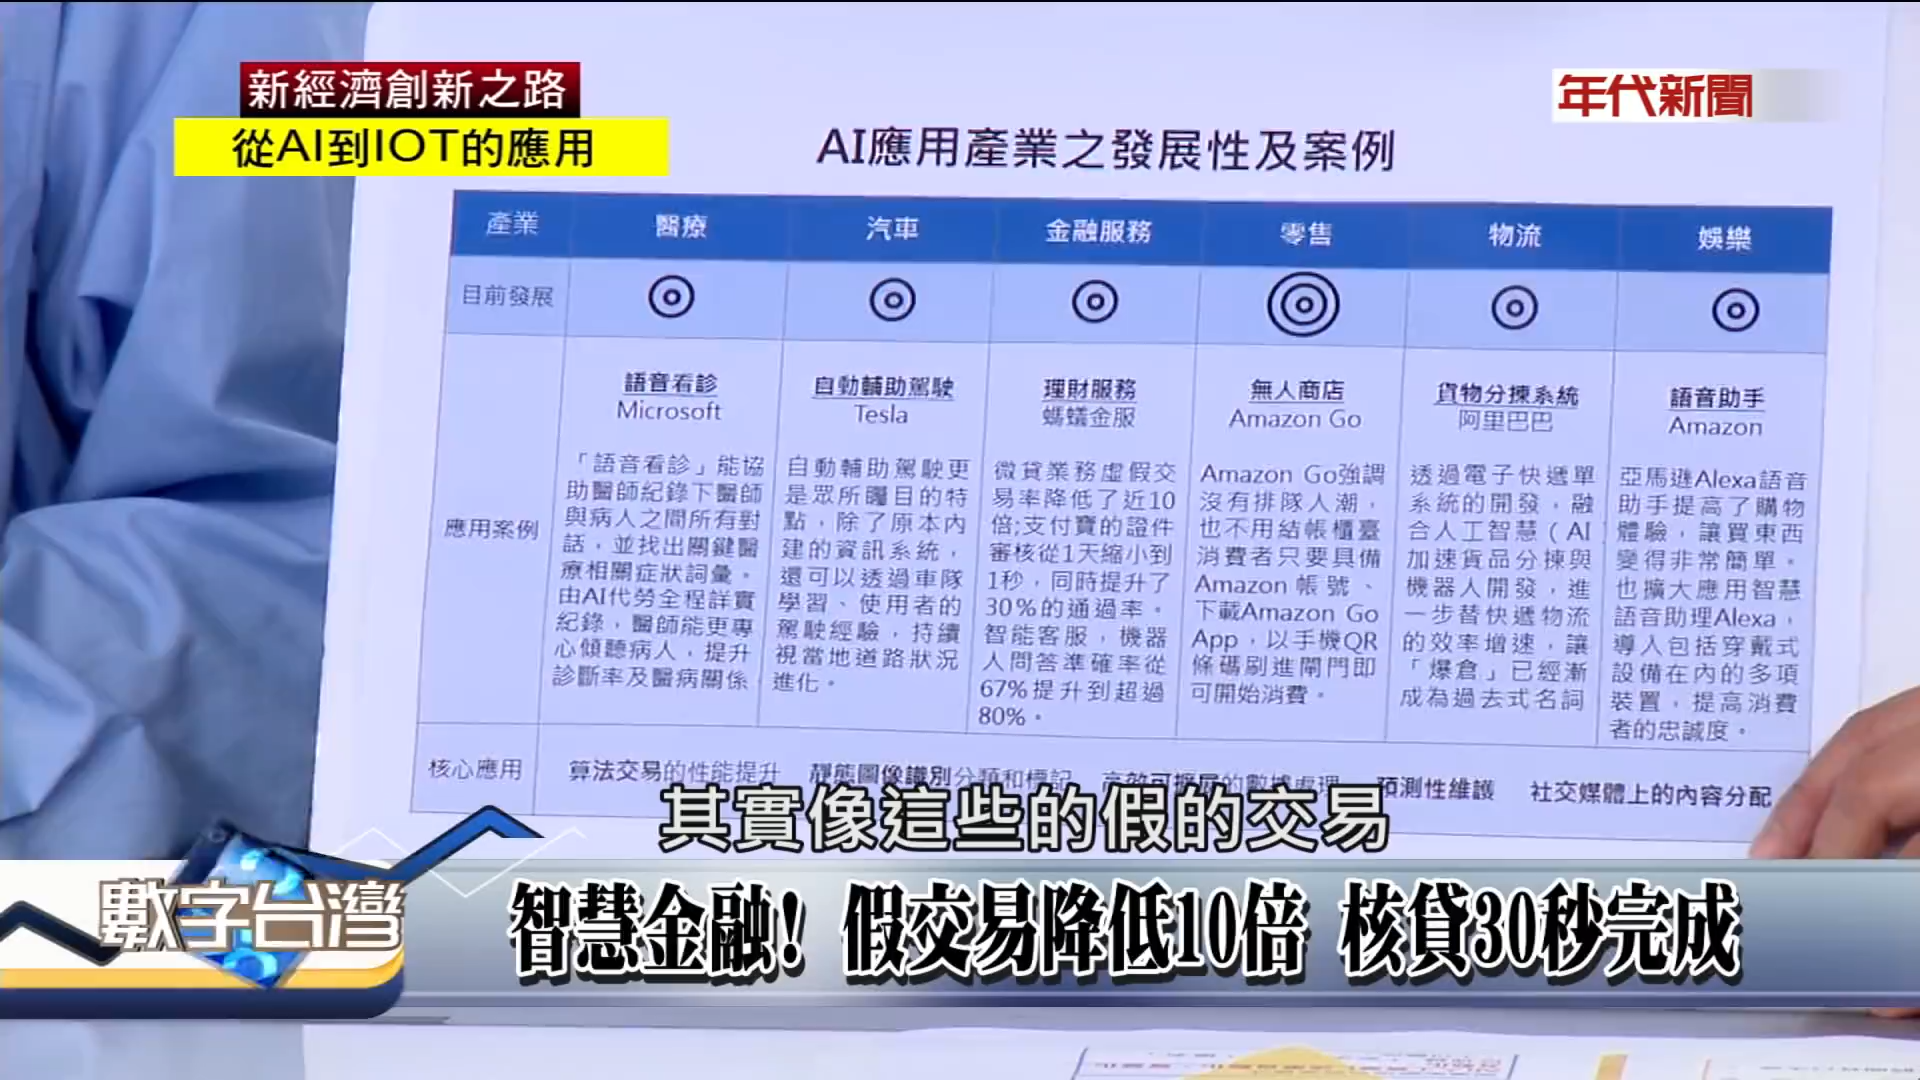 新經濟創新之路
從AI到IOT的應用
年代新聞
AI應用產業之發展性及案例
產業
醫療
汽車
金融服務
零售
物流
娛樂
目前發展
應用案例
語音看診
Microsoft
「語音看診」能協
助醫師紀錄下醫師
與病人之間所有對
話，並找出關鍵醫
療相關症狀詞彙。
由AI代勞全程詳實
紀錄，醫師能更專
心傾聽病人，提升
診斷率及醫病關係
自動輔助駕駛
Tesla
自動輔助駕駛更
是眾所矚目的特
點，除了原本內
建的資訊系統，
還可以透過車隊
學習、使用者的
駕駛經驗，持續
視當地道路狀況
進化。
理財服務
螞蟻金服
微貸業務虛假交
易率降低了近10
倍;支付寶的證件
審核從1天縮小到
1秒，同時提升了
30%的通過率。
智能客服，機器
人問答準確率從
67%提升到超過
80%。
無人商店
Amazon Go
Amazon Go強調
沒有排隊人潮，
也不用結帳櫃臺
消費者只要具備
Amazon帳號、
下載Amazon Go
App，以手機QR
條碼刷進閘門即
可開始消費。
貨物分揀系統
阿里巴巴
透過電子快遞單
系統的開發，融
合人工智慧（AI
加速貨品分揀與
機器人開發，進
一步替快遞物流
的效率增速，讓
「爆倉」已經漸
成為過去式名詞
語音助手
Amazon
亞馬遜Alexa語音
助手提高了購物
體驗，讓買東西
變得非常簡單。
也擴大應用智慧
語音助理Alexa，
導入包括穿戴式
設備在內的多項
裝置，提高消費
者的忠誠度。
核心應用
算法交易的性能提升
靜態圖像識別分類和標記
高效可擴展的數據處理
預測性維護
社交媒體上的內容分配
其實像這些的假的交易
數字台灣
智慧金融！假交易降低10倍 核貸30秒完成